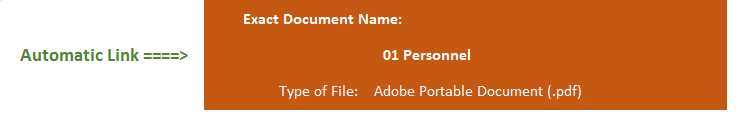 Exact Document Name:
Automatic Link ====> 01 Personnel
Type of File: Adobe Portable Document (.pdf)